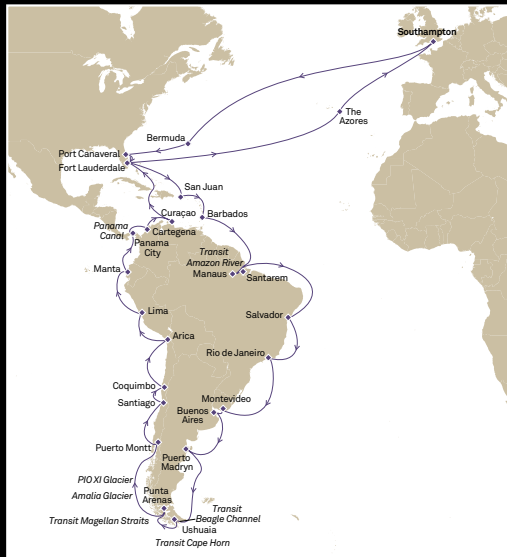 Southampton
The
Azores
Bermuda
Port Canaveral
Fort Lauderdale
San Juan
Curaçao
Barbados
Panama
Canal
Cartegena
Panama
City
Transit
Amazon River
Manta
Manaus
Santarem
Lima
Salvador
Arica
Rio de Janeiro
Coquimbo
Montevideo
Santiago
Buenos
Aires
Puerto Montt
Puerto
Madryn
PIO XI Glacier
Amalia Glacier
Punta
Arenas
Transit
Beagle Channel
Transit Magellan Straits
Ushuaia
Transit Cape Horn